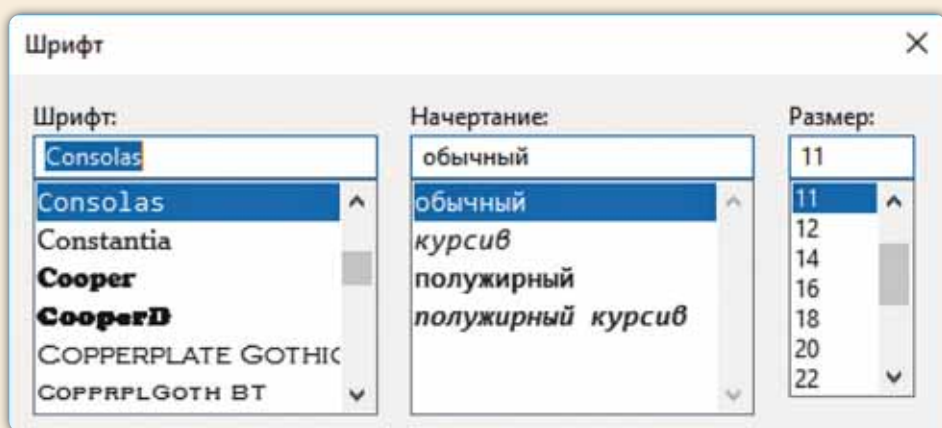 Шрифт
Шрифт:
Consolas
Consolas
Constantia
Cooper
CooperD
COPPERPLATE GOTHIC
COPPRPLGOTH BT
Начертание:
обычный
обычный
курсив
полужирный
полужирный курсив
Размер:
11
11
12
14
16
18
20
22